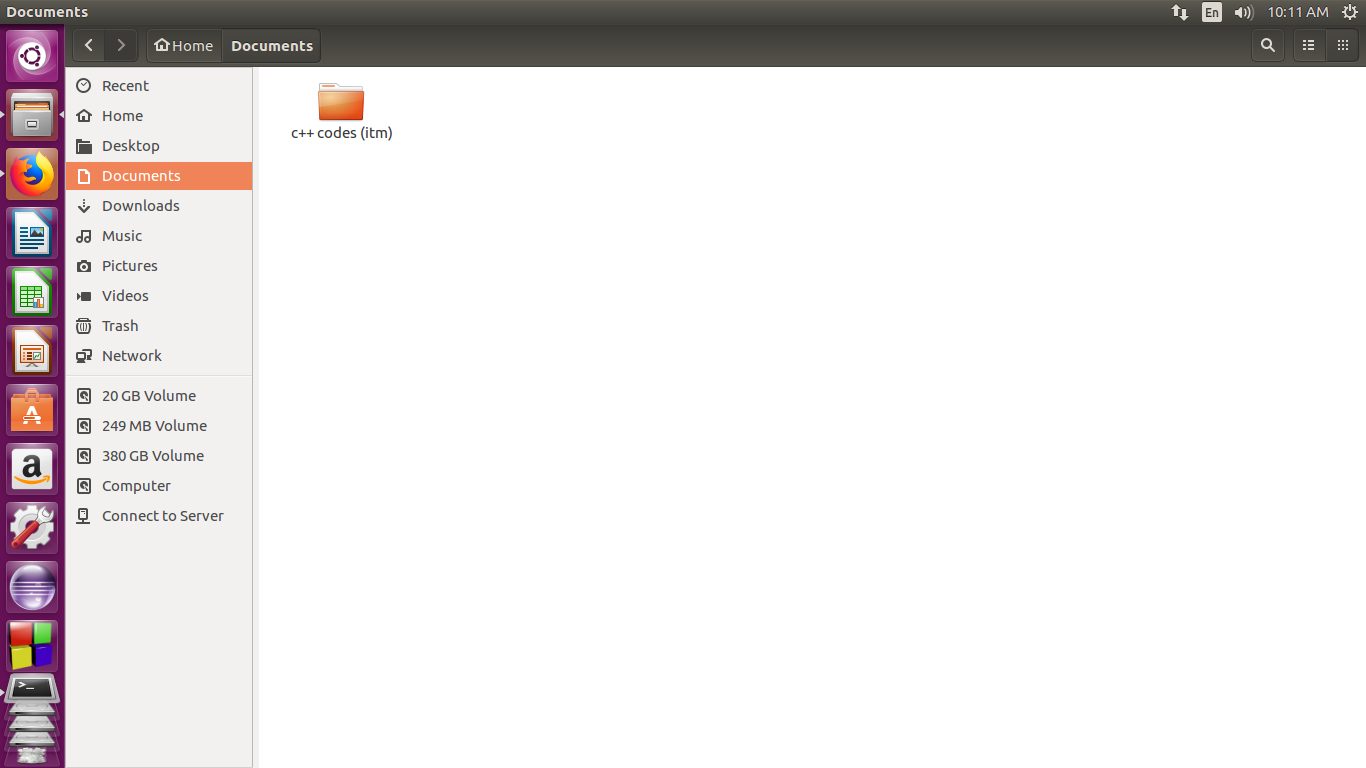 Documents
En
10:11 AM
Home
Documents
Recent
Home
Desktop
Documents
Downloads
Music
Pictures
Videos
Trash
Network
20 GB Volume
249 MB Volume
380 GB Volume
Computer
Connect to Server
c++ codes (itm)
A
a
>_